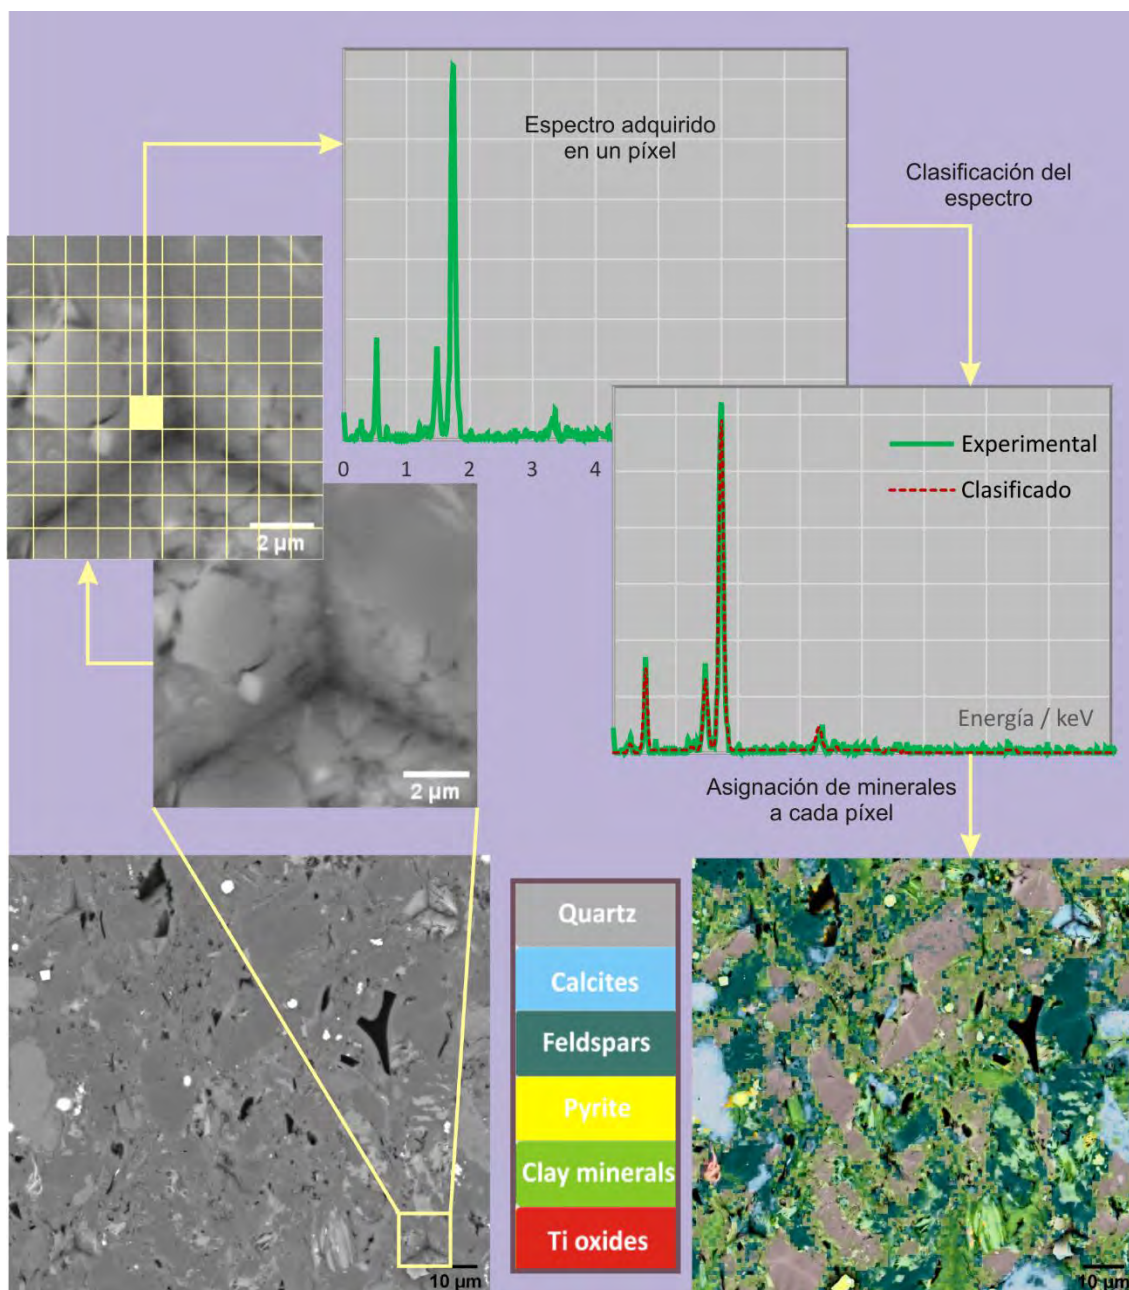 Espectro adquirido
en un píxel
Clasificación del
espectro
2 µm
0 1 2 3 4
Experimental
Clasificado
Energía / keV
2 µm
Asignación de minerales
a cada píxel
Quartz
Calcites
Feldspars
Pyrite
Clay minerals
Ti oxides
10 µm
10 µm